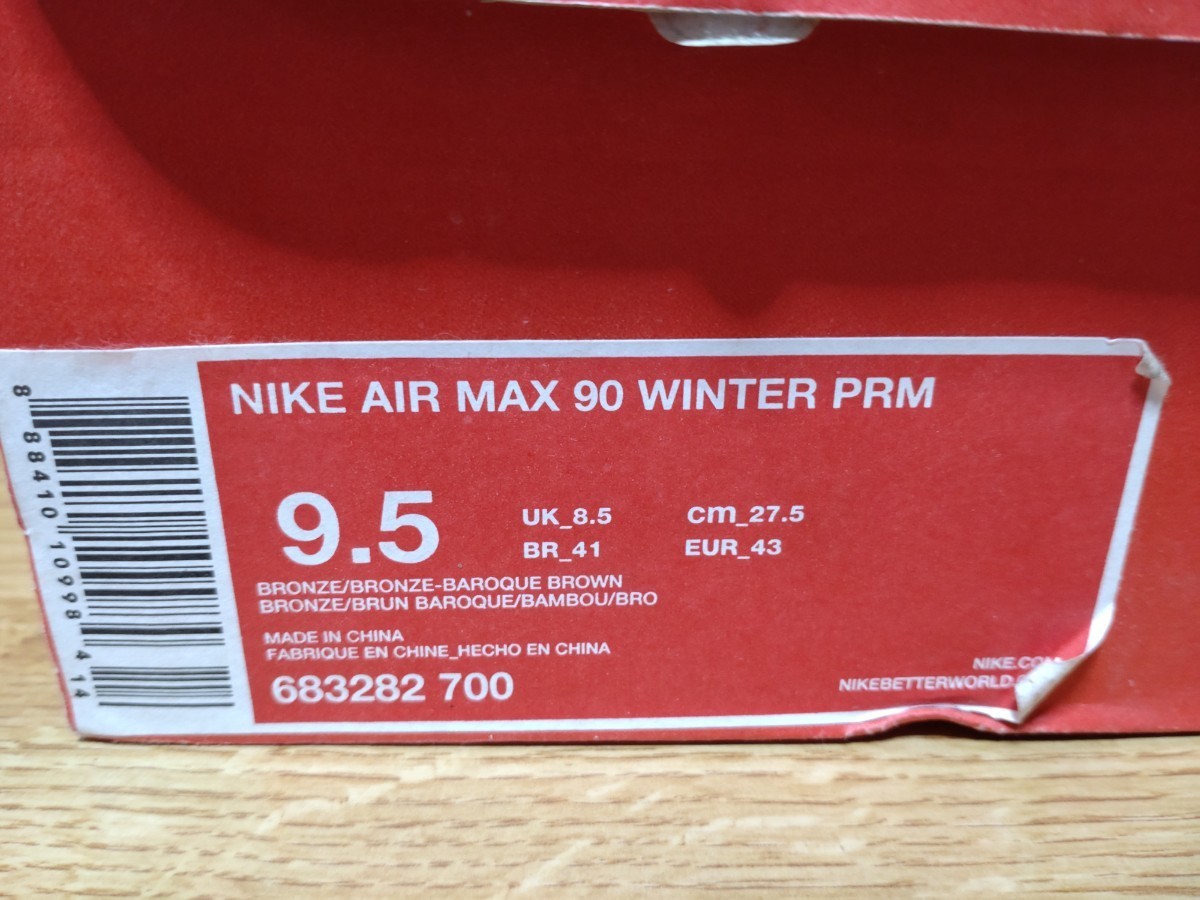 NIKE AIR MAX 90 WINTER PRM
9.5
UK_8.5 cm_27.5
BR_41 EUR_43
BRONZE/BRONZE-BAROQUE BROWN
BRONZE/BRUN BAROQUE/BAMBOU/BRO
MADE IN CHINA
FABRIQUE EN CHINE_HECHO EN CHINA
683282 700
NIKE.COM
NIKEBETTERWORLD.
8 88410 10998 4 14